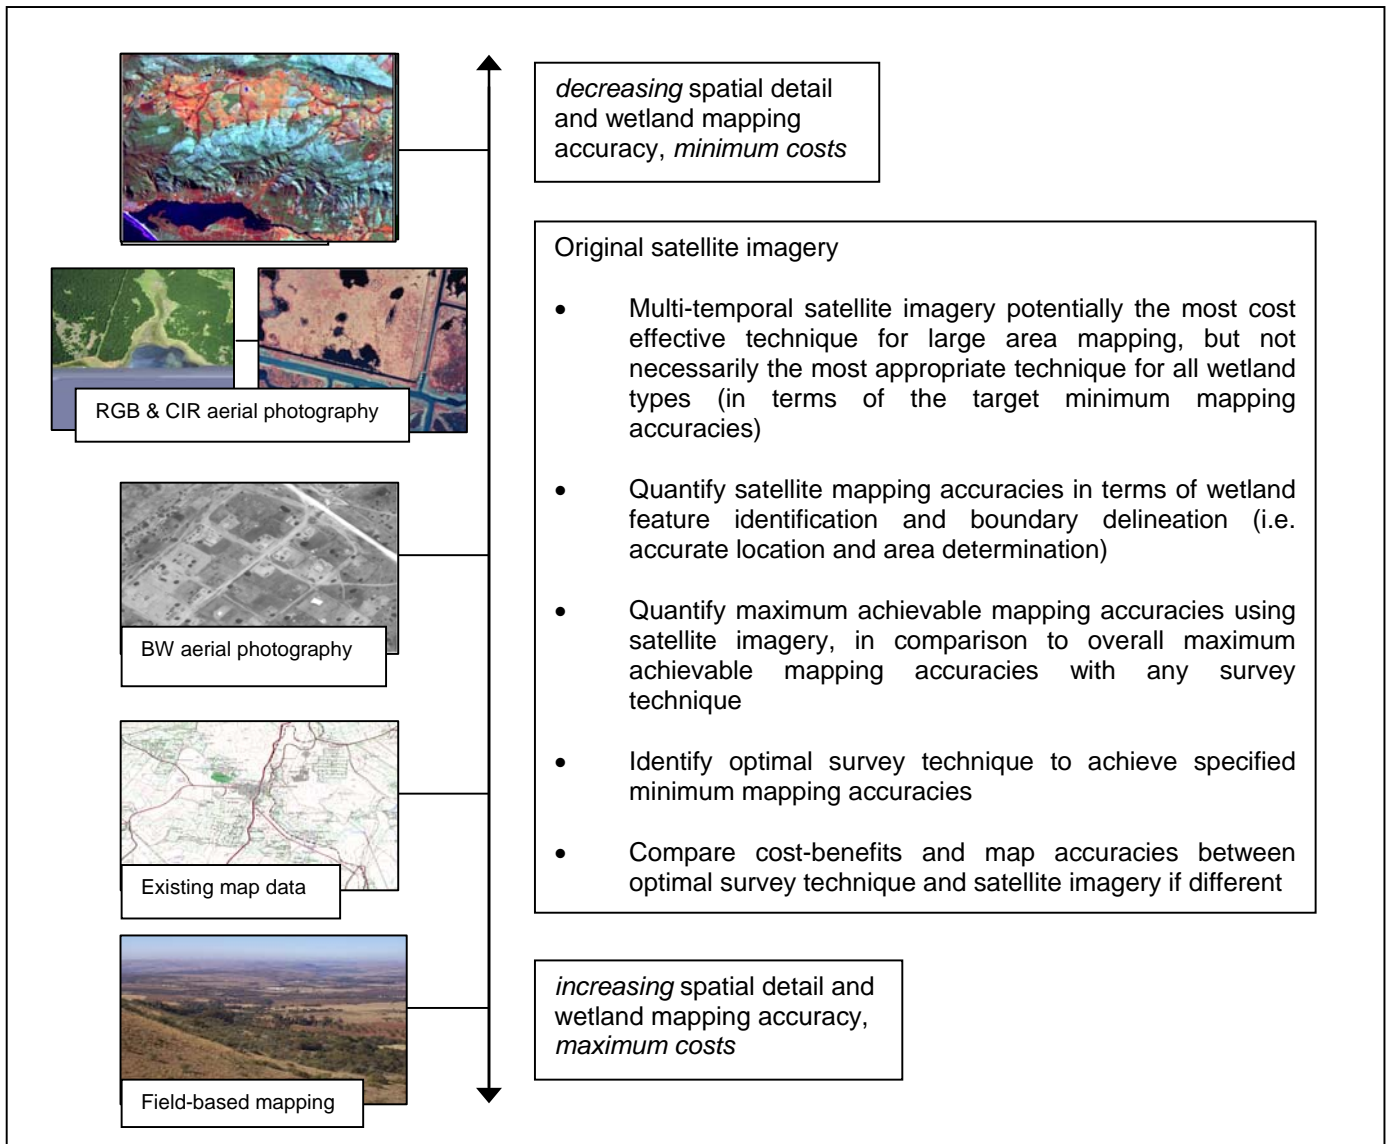 decreasing spatial detail
and wetland mapping
accuracy, minimum costs
Original satellite imagery
• Multi-temporal satellite imagery potentially the most cost
effective technique for large area mapping, but not
necessarily the most appropriate technique for all wetland
types (in terms of the target minimum mapping
accuracies)
• Quantify satellite mapping accuracies in terms of wetland
feature identification and boundary delineation (i.e.
accurate location and area determination)
• Quantify maximum achievable mapping accuracies using
satellite imagery, in comparison to overall maximum
achievable mapping accuracies with any survey
technique
• Identify optimal survey technique to achieve specified
minimum mapping accuracies
• Compare cost-benefits and map accuracies between
optimal survey technique and satellite imagery if different
increasing spatial detail and
wetland mapping accuracy,
maximum costs
RGB & CIR aerial photography
BW aerial photography
Existing map data
Field-based mapping